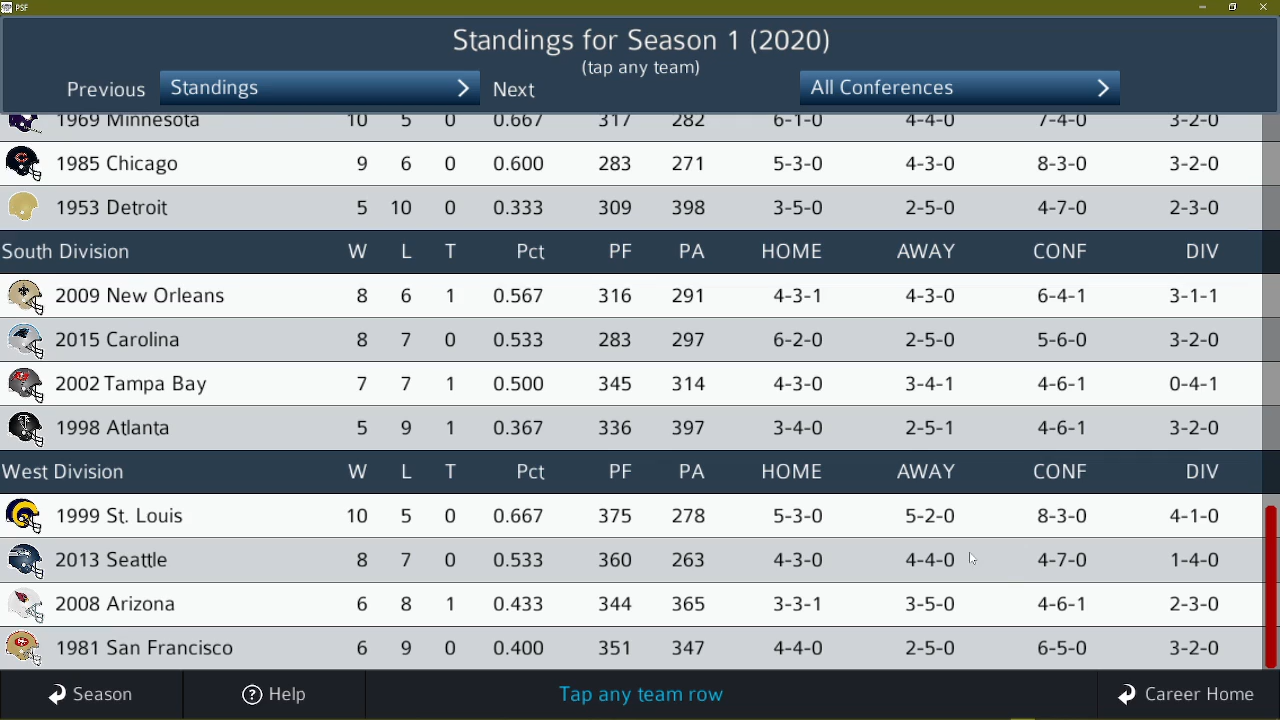 PSF
Standings for Season 1 (2020)
(tap any team)
Previous Standings Next All Conferences
1969 Minnesota 10 5 0 0.667 317 282 6-1-0 4-4-0 7-4-0 3-2-0
1985 Chicago 9 6 0 0.600 283 271 5-3-0 4-3-0 8-3-0 3-2-0
1953 Detroit 5 10 0 0.333 309 398 3-5-0 2-5-0 4-7-0 2-3-0
South Division W L T Pct PF PA HOME AWAY CONF DIV
2009 New Orleans 8 6 1 0.567 316 291 4-3-1 4-3-0 6-4-1 3-1-1
2015 Carolina 8 7 0 0.533 283 297 6-2-0 2-5-0 5-6-0 3-2-0
2002 Tampa Bay 7 7 1 0.500 345 314 4-3-0 3-4-1 4-6-1 0-4-1
1998 Atlanta 5 9 1 0.367 336 397 3-4-0 2-5-1 4-6-1 3-2-0
West Division W L T Pct PF PA HOME AWAY CONF DIV
1999 St. Louis 10 5 0 0.667 375 278 5-3-0 5-2-0 8-3-0 4-1-0
2013 Seattle 8 7 0 0.533 360 263 4-3-0 4-4-0 4-7-0 1-4-0
2008 Arizona 6 8 1 0.433 344 365 3-3-1 3-5-0 4-6-1 2-3-0
1981 San Francisco 6 9 0 0.400 351 347 4-4-0 2-5-0 6-5-0 3-2-0
Season ? Help Tap any team row Career Home